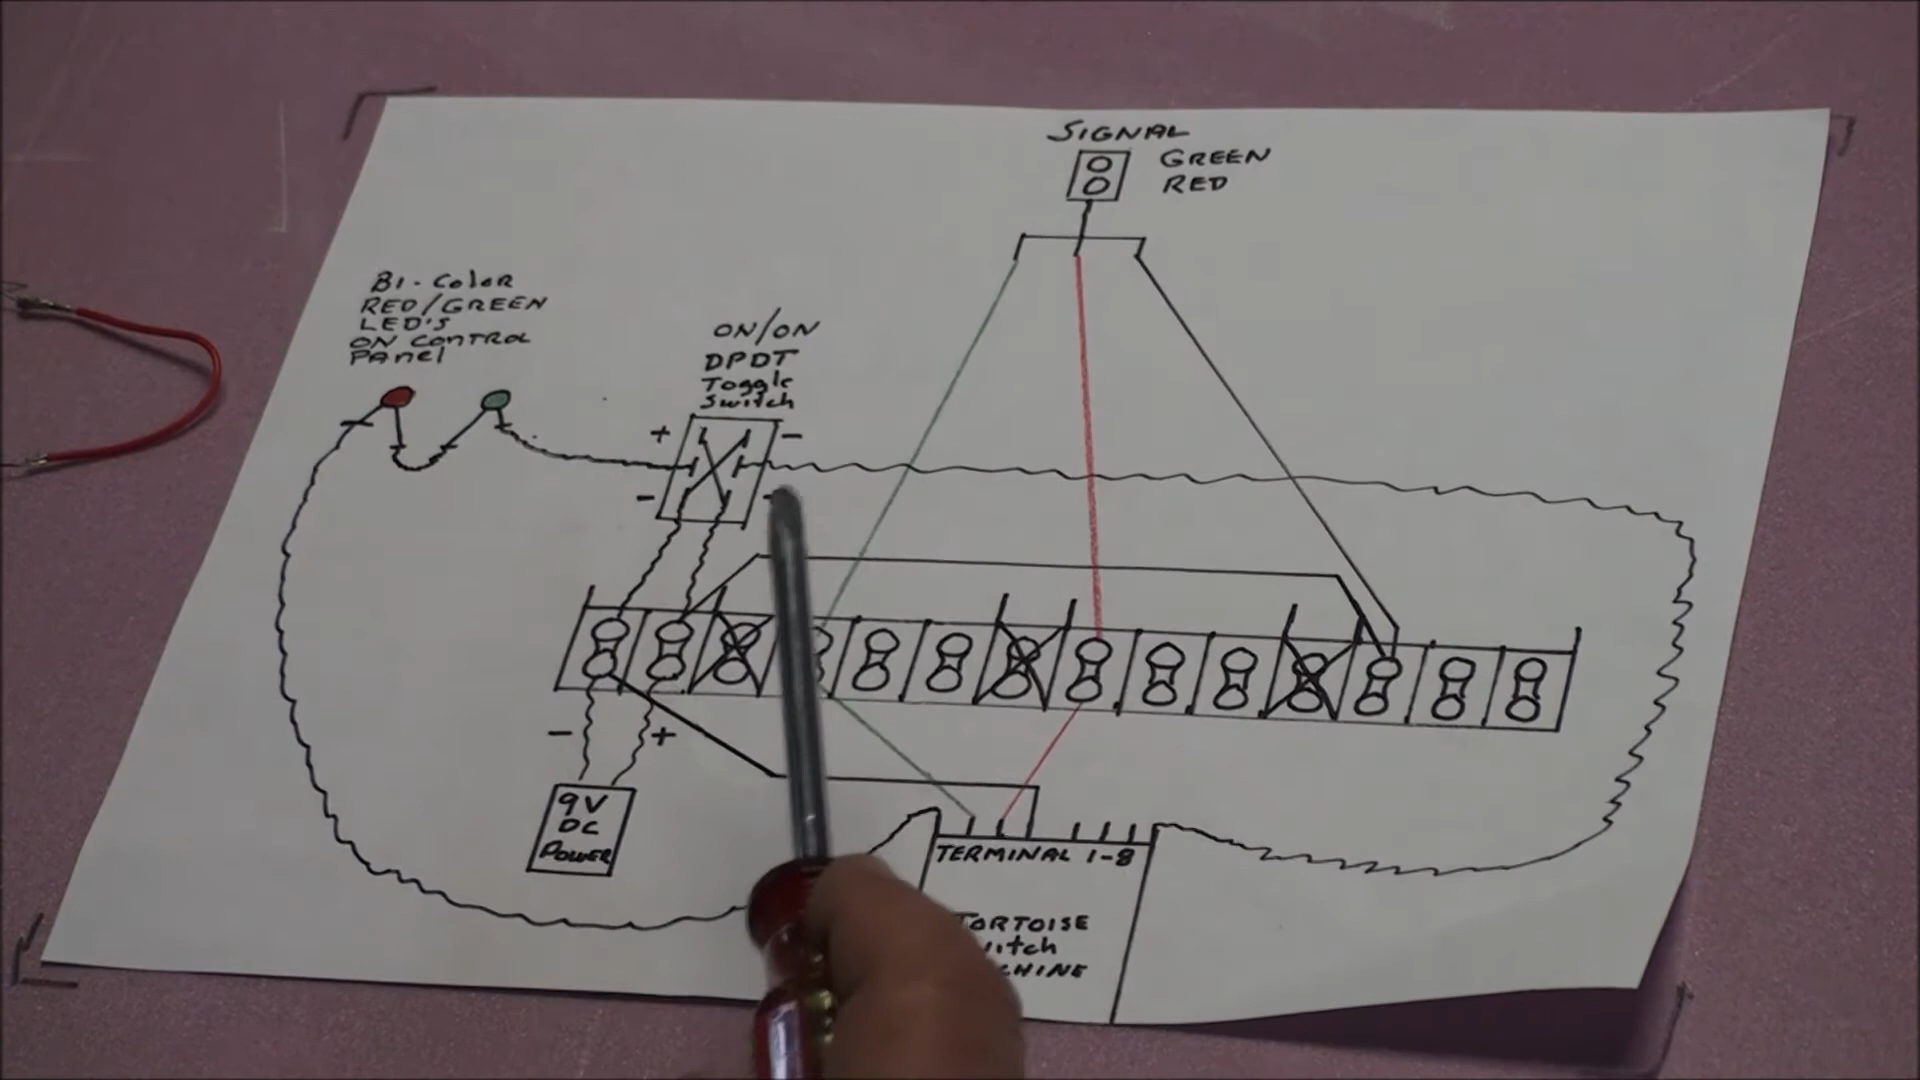 SIGNAL
GREEN
RED
BI-Color
RED/GREEN
LED'S
ON CONTROL
PAnel
ON/ON
DPDT
Toggle
Switch
+ -
-
- +
9V
DC
POWER
TERMINAL 1-8
TORTOISE